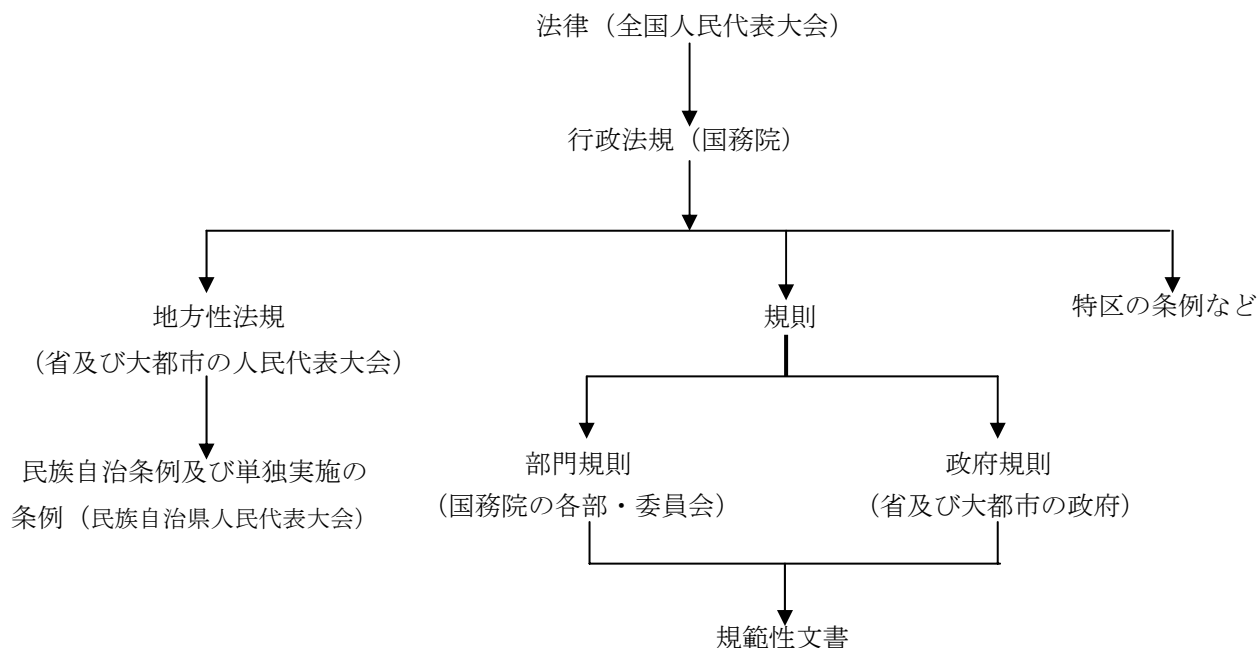 法律（全国人民代表大会）
行政法規（国務院）
地方性法規
（省及び大都市の人民代表大会）
規則
特区の条例など
民族自治条例及び単独実施の
条例（民族自治県人民代表大会）
部門規則
（国務院の各部・委員会）
政府規則
（省及び大都市の政府）
規範性文書